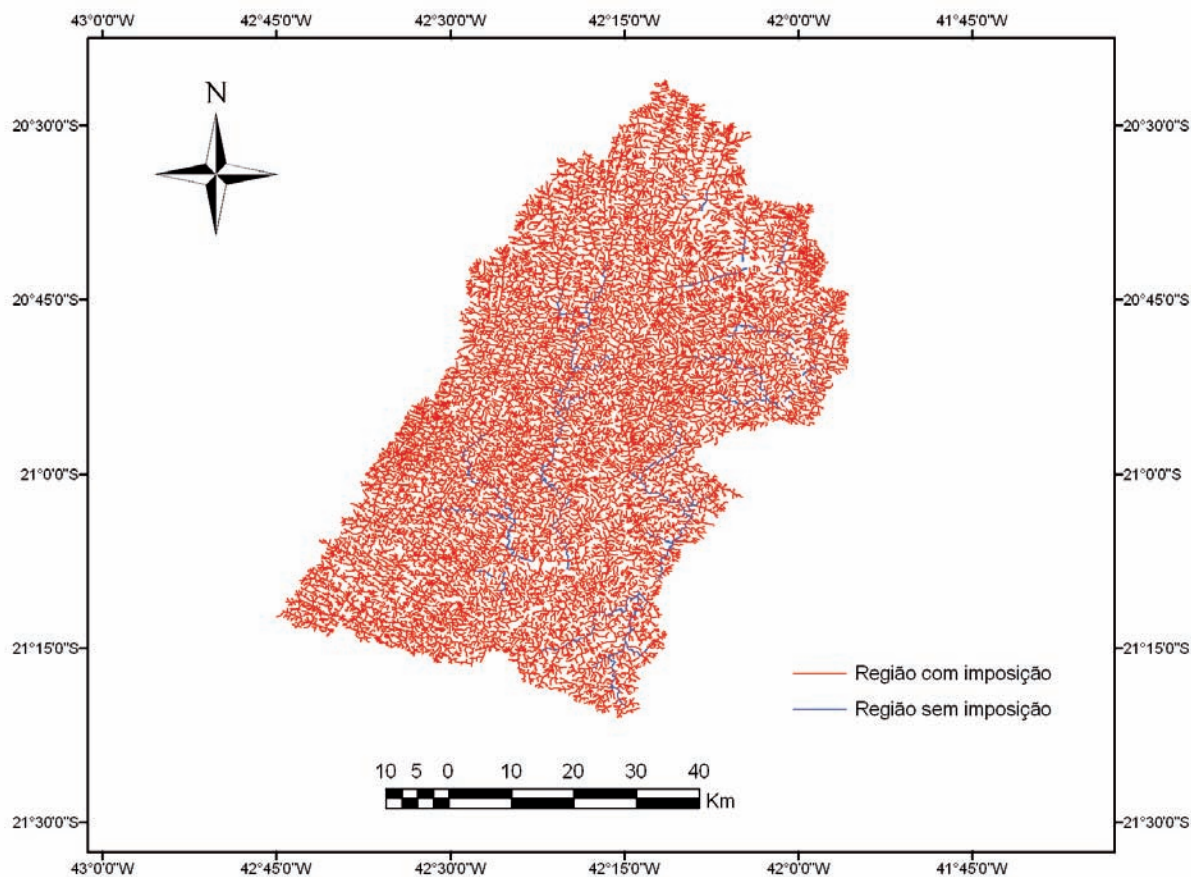 43°0'0"W 42°45'0"W 42°30'0"W 42°15'0"W 42°0'0"W 41°45'0"W
N
20°30'0"S 20°30'0"S
20°45'0"S 20°45'0"S
21°0'0"S 21°0'0"S
21°15'0"S 21°15'0"S
Região com imposição
Região sem imposição
10 5 0 10 20 30 40
Km
21°30'0"S 21°30'0"S
43°0'0"W 42°45'0"W 42°30'0"W 42°15'0"W 42°0'0"W 41°45'0"W